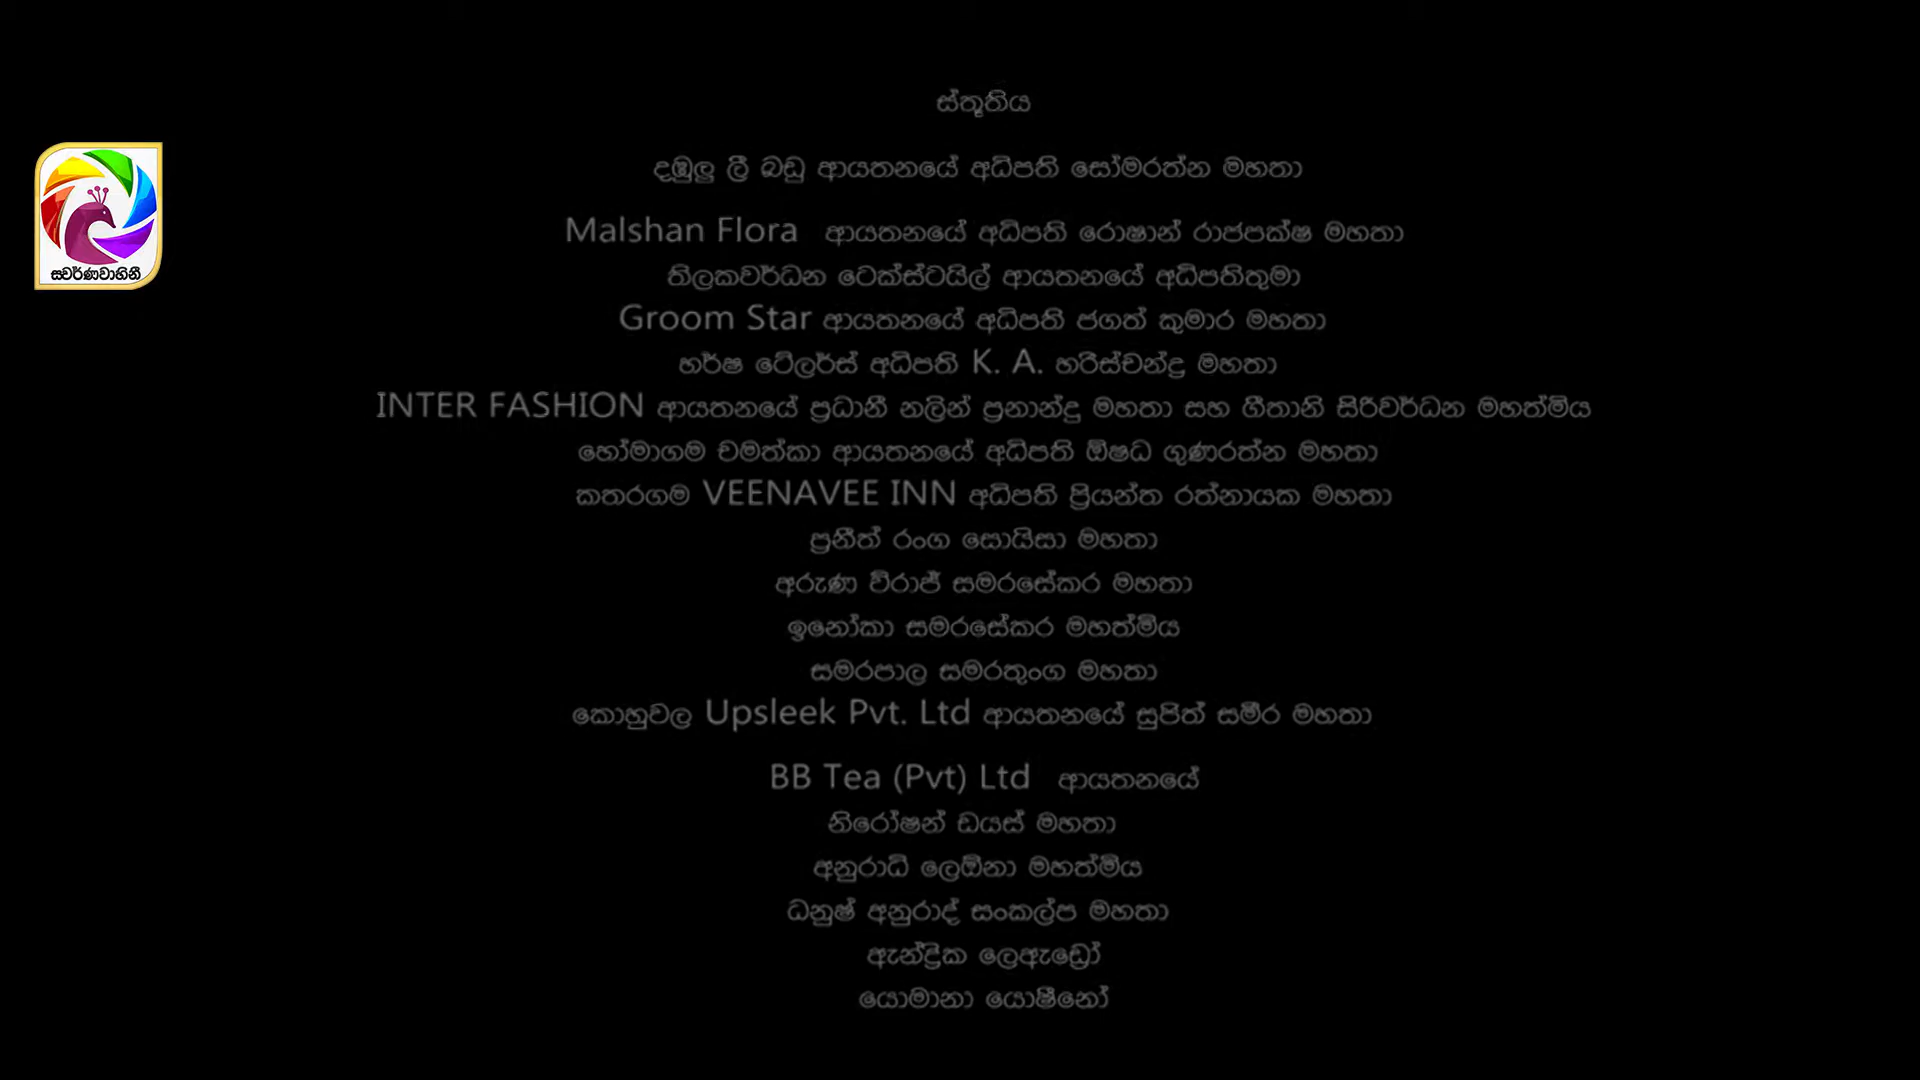 ස්තූතිය
දඹුලු ලී බඩු ආයතනයේ අධිපති සෝමරත්න මහතා
Malshan Flora ආයතනයේ අධිපති රොෂාන් රාජපක්ෂ මහතා
ස්වර්ණවාහිනී
තිලකවර්ධන ටෙක්ස්ටයිල් ආයතනයේ අධිපතිතුමා
Groom Star ආයතනයේ අධිපති ජගත් කුමාර මහතා
හර්ෂ ටේලර්ස් අධිපති K. A. හරිස්චන්ද්‍ර මහතා
INTER FASHION ආයතනයේ ප්‍රධානී නලින් ප්‍රනාන්දු මහතා සහ ගීතානි සිරිවර්ධන මහත්මිය
හෝමාගම චමත්කා ආයතනයේ අධිපති ඕෂධ ගුණරත්න මහතා
කතරගම VEENAVEE INN අධිපති ප්‍රියන්ත රත්නායක මහතා
ප්‍රනීත් රංග සොයිසා මහතා
අරුණ විරාජ් සමරසේකර මහතා
ඉනෝකා සමරසේකර මහත්මිය
සමරපාල සමරතුංග මහතා
කොහුවල Upsleek Pvt. Ltd ආයතනයේ සුපිත් සමීර මහතා
BB Tea (Pvt) Ltd ආයතනයේ
නිරෝෂන් ඩයස් මහතා
අනුරාධි ලෙඕනා මහත්මිය
ධනුෂ් අනුරාද් සංකල්ප මහතා
ඇන්ද්‍රික ලෙඇඩ්‍රෝ
යොමානා යොෂීනෝ